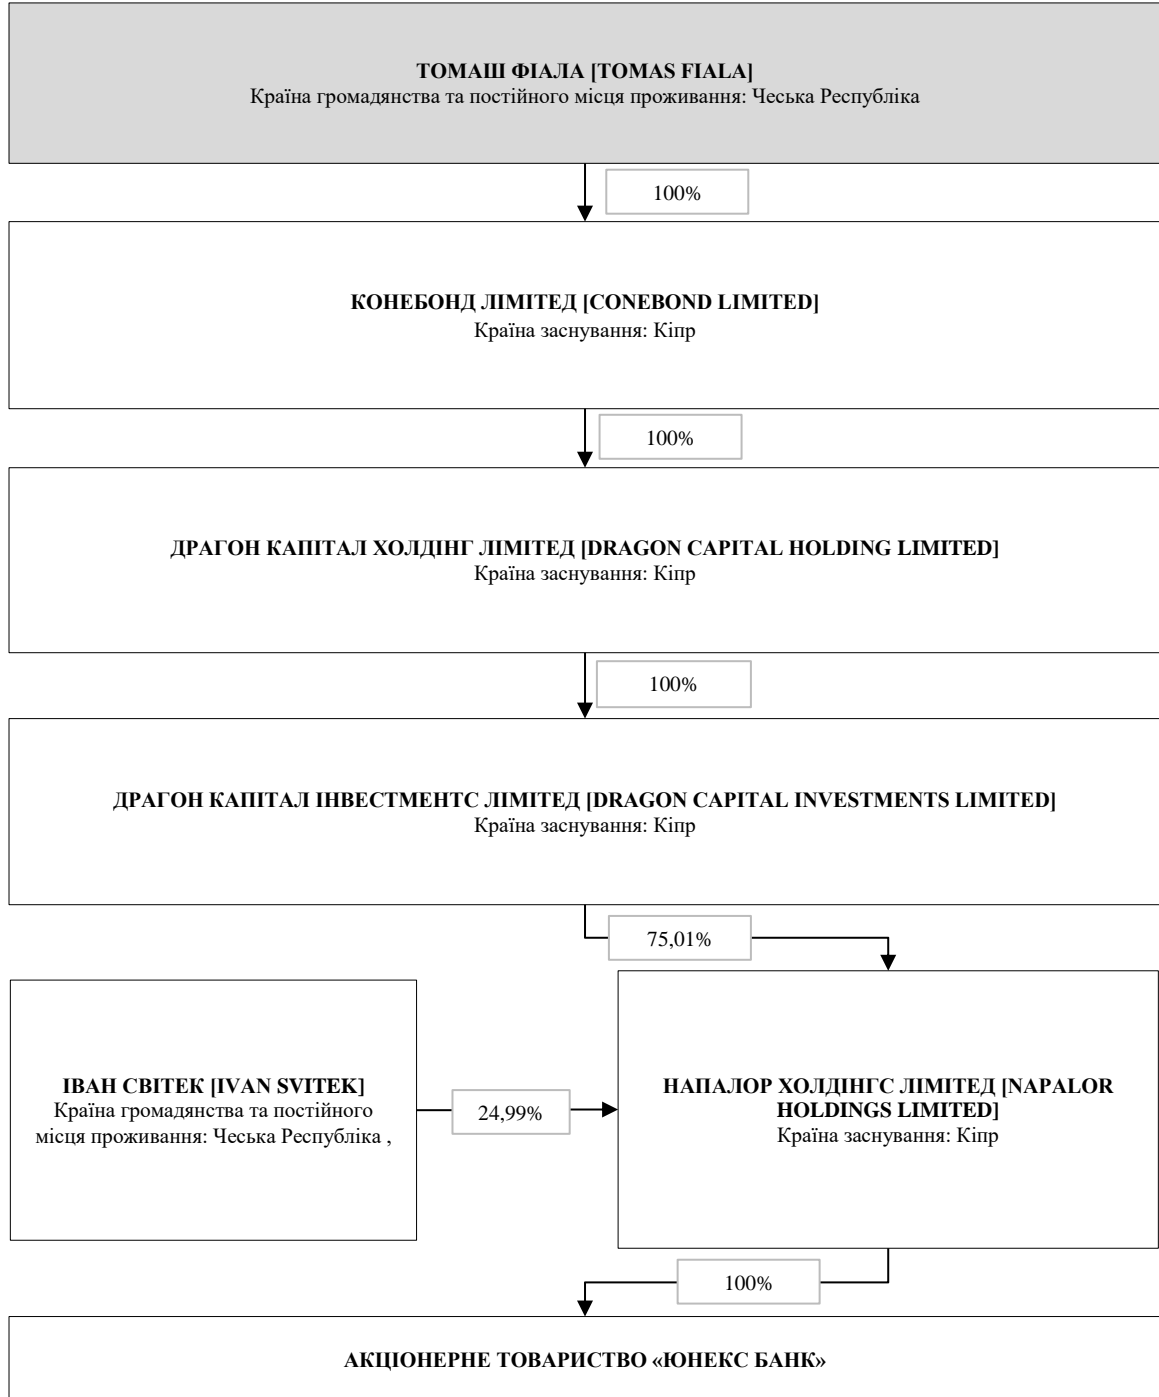 ТОМАШ ФІАЛА [TOMAS FIALA]
Країна громадянства та постійного місця проживання: Чеська Республіка
100%
КОНЕБОНД ЛІМІТЕД [CONEBOND LIMITED]
Країна заснування: Кіпр
100%
ДРАГОН КАПІТАЛ ХОЛДІНГ ЛІМІТЕД [DRAGON CAPITAL HOLDING LIMITED]
Країна заснування: Кіпр
100%
ДРАГОН КАПІТАЛ ІНВЕСТМЕНТС ЛІМІТЕД [DRAGON CAPITAL INVESTMENTS LIMITED]
Країна заснування: Кіпр
75,01%
ІВАН СВІТЕК [IVAN SVITEK]
Країна громадянства та постійного
місця проживання: Чеська Республіка ,
24,99%
НАПАЛОР ХОЛДІНГС ЛІМІТЕД [NAPALOR
HOLDINGS LIMITED]
Країна заснування: Кіпр
100%
АКЦІОНЕРНЕ ТОВАРИСТВО «ЮНЕКС БАНК»